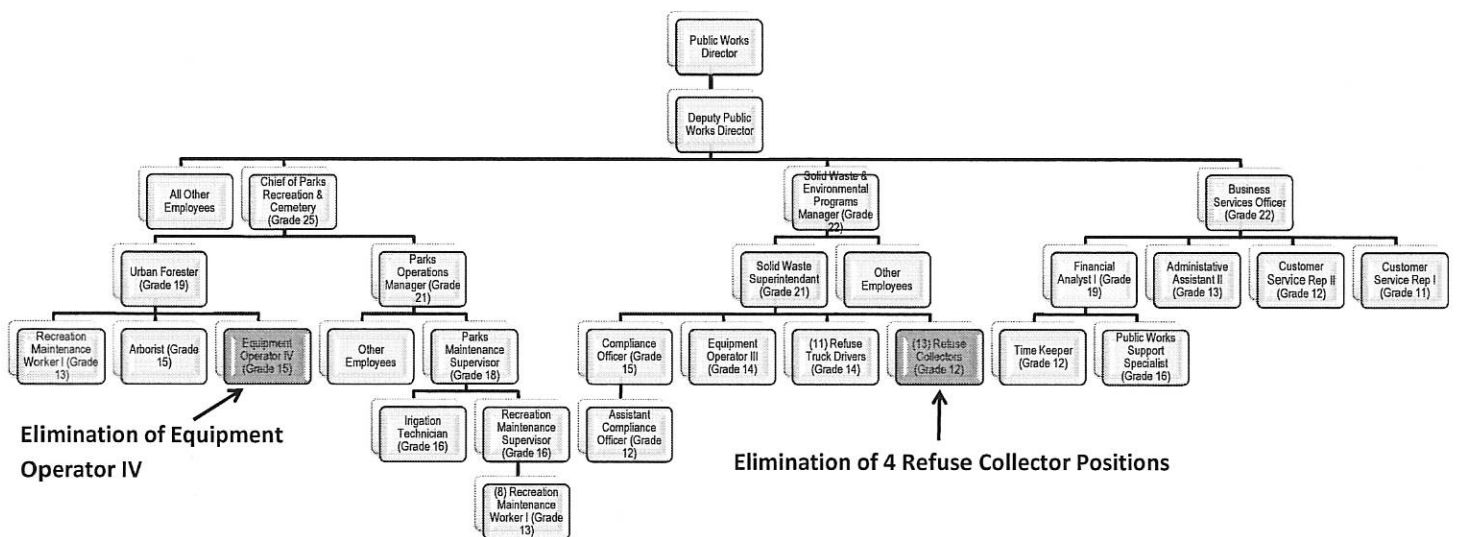 Public Works
Director
Deputy Public
Works Director
All Other
Employees
Chief of Parks
Recreation &
Cemetery
(Grade 25)
Solid Waste &
Environmental
Programs
Manager (Grade
22)
Business
Services Officer
(Grade 22)
Urban Forester
(Grade 19)
Parks
Operations
Manager (Grade
21)
Solid Waste
Superintendant
(Grade 21)
Other
Employees
Financial
Analyst I (Grade
19)
Administative
Assistant II
(Grade 13)
Customer
Service Rep II
(Grade 12)
Customer
Service Rep I
(Grade 11)
Recreation
Maintenance
Worker I (Grade
13)
Arborist (Grade
15)
Equipment
Operator IV
(Grade 15)
Other
Employees
Parks
Maintenance
Supervisor
(Grade 18)
Compliance
Officer (Grade
15)
Equipment
Operator III
(Grade 14)
(11) Refuse
Truck Drivers
(Grade 14)
(13) Refuse
Collectors
(Grade 12)
Time Keeper
(Grade 12)
Public Works
Support
Specialist
(Grade 16)
Irigation
Technician
(Grade 16)
Recreation
Maintenance
Supervisor
(Grade 16)
Assistant
Compliance
Officer (Grade
12)
(8) Recreation
Maintenance
Worker I (Grade
13)
Elimination of Equipment
Operator IV
Elimination of 4 Refuse Collector Positions